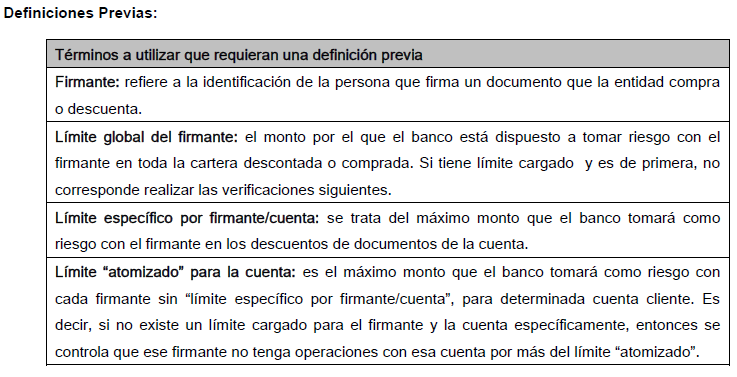 Definiciones Previas:
Términos a utilizar que requieran una definición previa
Firmante: refiere a la identificación de la persona que firma un documento que la entidad compra
o descuenta.
Límite global del firmante: el monto por el que el banco está dispuesto a tomar riesgo con el
firmante en toda la cartera descontada o comprada. Si tiene límite cargado y es de primera, no
corresponde realizar las verificaciones siguientes.
Límite específico por firmante/cuenta: se trata del máximo monto que el banco tomará como
riesgo con el firmante en los descuentos de documentos de la cuenta.
Límite “atomizado” para la cuenta: es el máximo monto que el banco tomará como riesgo con
cada firmante sin “límite específico por firmante/cuenta”, para determinada cuenta cliente. Es
decir, si no existe un límite cargado para el firmante y la cuenta específicamente, entonces se
controla que ese firmante no tenga operaciones con esa cuenta por más del límite “atomizado”.